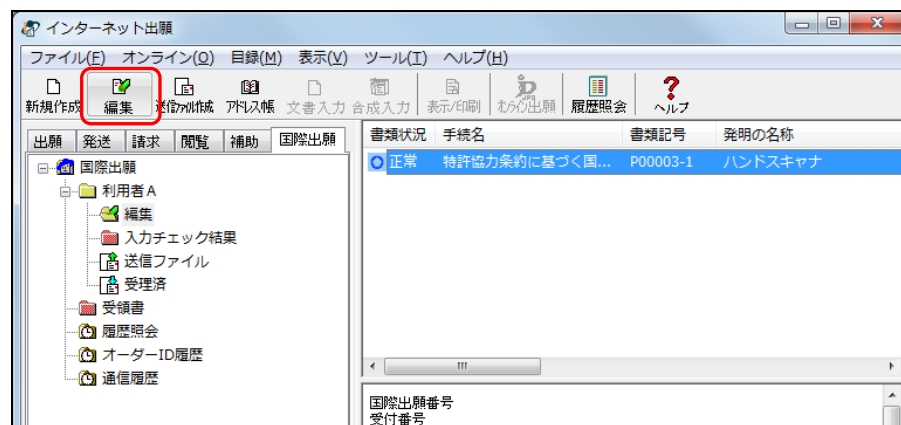 インターネット出願
ファイル(F) オンライン(O) 目録(M) 表示(V) ツール(T) ヘルプ(H)
新規作成 編集 送信ファイル作成 アドレス帳 文書入力 合成入力 表示/印刷 オンライン出願 履歴照会 ヘルプ
出願 発送 請求 閲覧 補助 国際出願
書類状況 手続名 書類記号 発明の名称
正常 特許協力条約に基づく国... P00003-1 ハンドスキャナ
国際出願
利用者A
編集
入力チェック結果
送信ファイル
受理済
受領書
履歴照会
オーダーID履歴
通信履歴
国際出願番号
受付番号